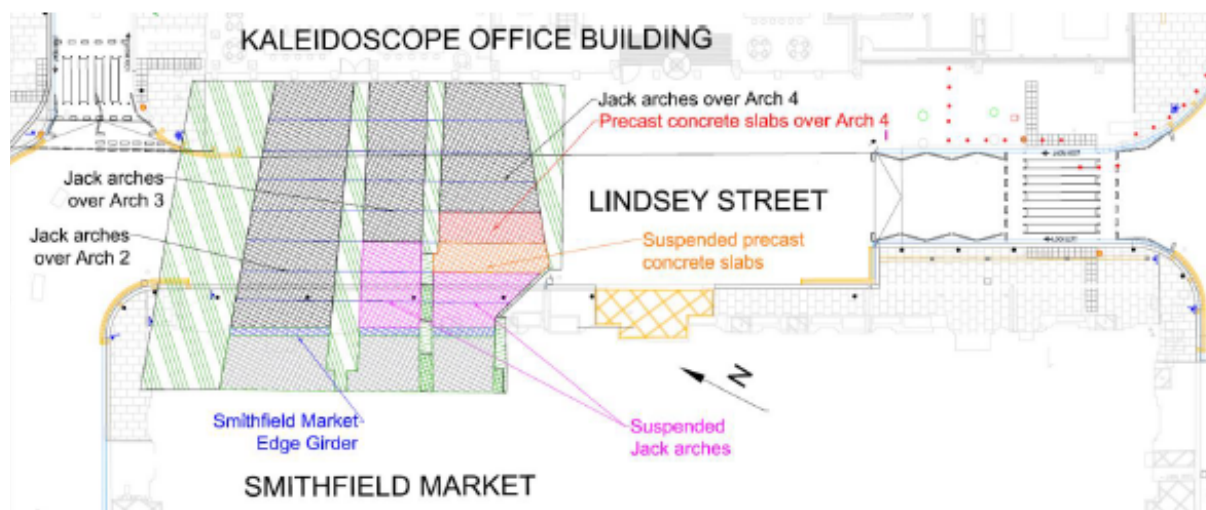 KALEIDOSCOPE OFFICE BUILDING
Jack arches over Arch 4
Precast concrete slabs over Arch 4
Jack arches
over Arch 3
LINDSEY STREET
Jack arches
over Arch 2
Suspended precast
concrete slabs
N
Smithfield Market
Edge Girder
Suspended
Jack arches
SMITHFIELD MARKET